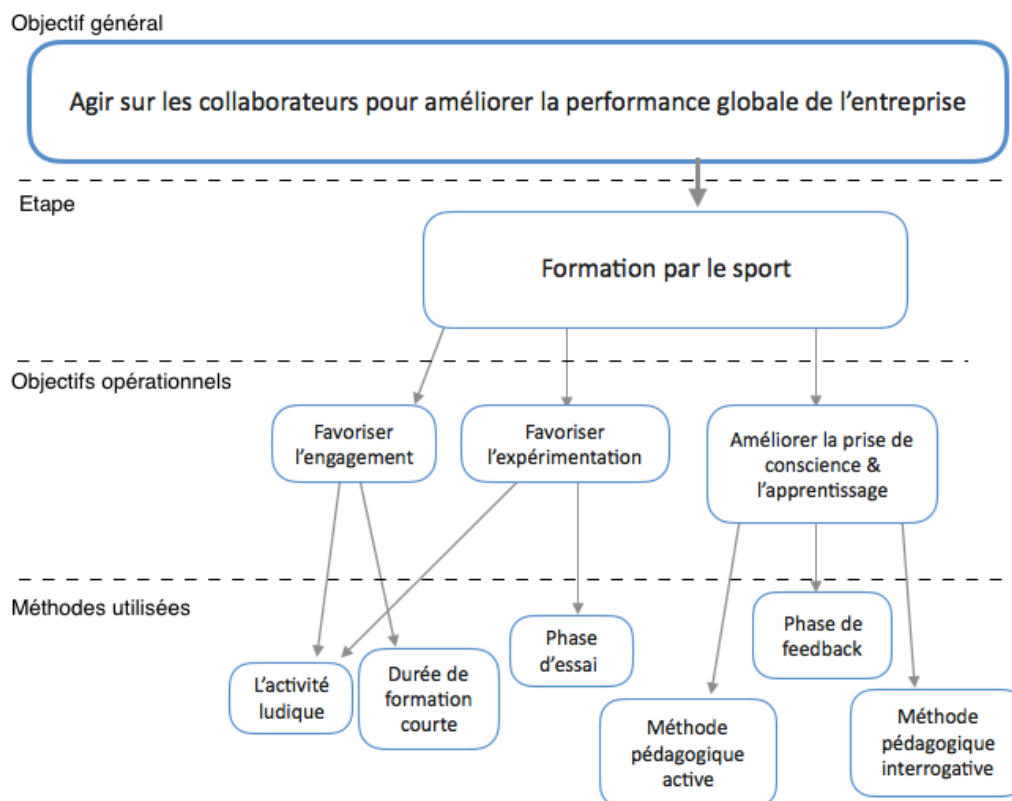 Objectif général
Agir sur les collaborateurs pour améliorer la performance globale de l'entreprise
Etape
Formation par le sport
Objectifs opérationnels
Favoriser
l'engagement
Favoriser
l'expérimentation
Améliorer la prise de
conscience &
l'apprentissage
Méthodes utilisées
L'activité
ludique
Durée de
formation
courte
Phase
d'essai
Méthode
pédagogique
active
Phase de
feedback
Méthode
pédagogique
interrogative